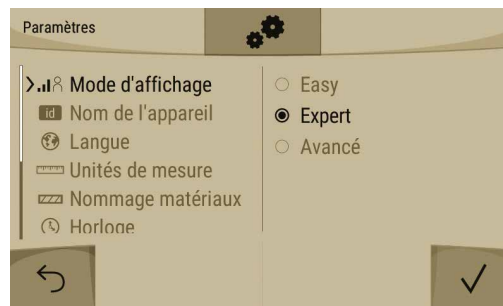 Paramètres
Mode d'affichage
id Nom de l'appareil
Langue
Unités de mesure
Nommage matériaux
Horloge
Easy
Expert
Avancé